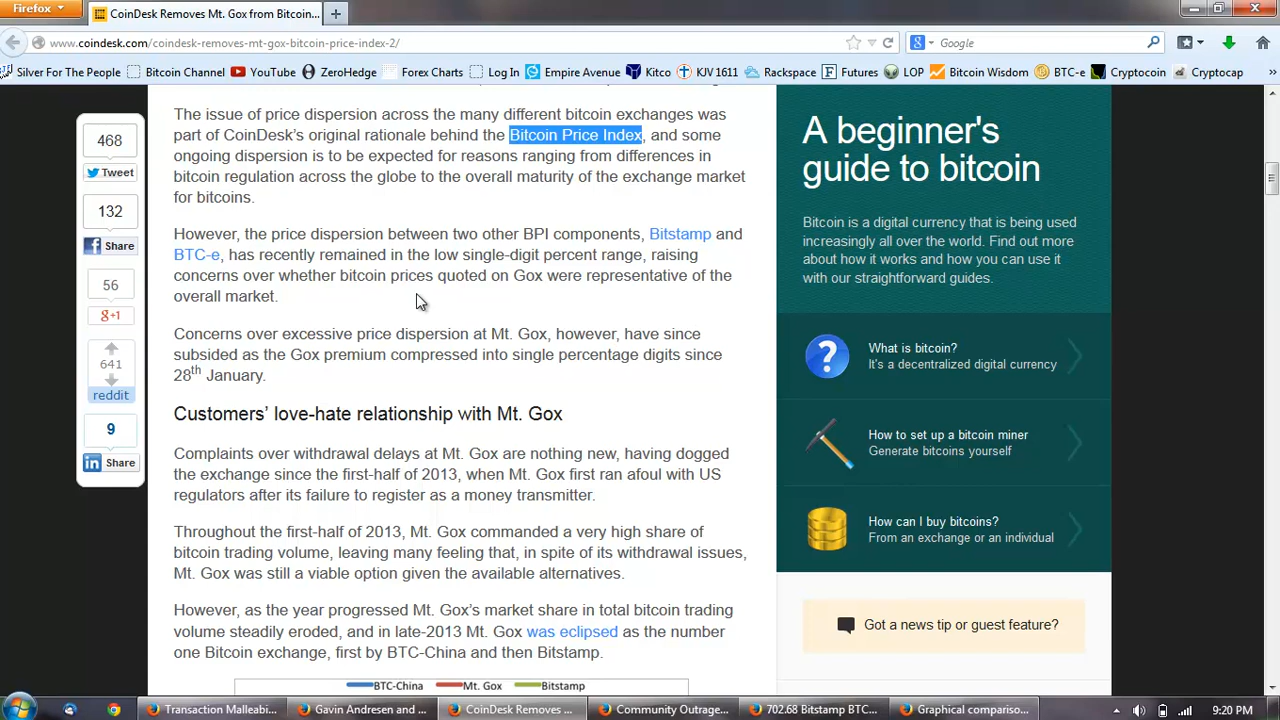 Firefox
CoinDesk Removes Mt. Gox from Bitcoin...
www.coindesk.com/coindesk-removes-mt-gox-bitcoin-price-index-2/
Google
Silver For The People
Bitcoin Channel
YouTube
ZeroHedge
Forex Charts
Log In
Empire Avenue
Kitco
KJV 1611
Rackspace
Futures
LOP
Bitcoin Wisdom
BTC-e
Cryptocoin
Cryptocap
»
468
Tweet
132
Share
56
+1
641
reddit
9
Share
The issue of price dispersion across the many different bitcoin exchanges was
part of CoinDesk's original rationale behind the Bitcoin Price Index, and some
ongoing dispersion is to be expected for reasons ranging from differences in
bitcoin regulation across the globe to the overall maturity of the exchange market
for bitcoins.
However, the price dispersion between two other BPI components, Bitstamp and
BTC-e, has recently remained in the low single-digit percent range, raising
concerns over whether bitcoin prices quoted on Gox were representative of the
overall market.
Concerns over excessive price dispersion at Mt. Gox, however, have since
subsided as the Gox premium compressed into single percentage digits since
28th January.
Customers' love-hate relationship with Mt. Gox
Complaints over withdrawal delays at Mt. Gox are nothing new, having dogged
the exchange since the first-half of 2013, when Mt. Gox first ran afoul with US
regulators after its failure to register as a money transmitter.
Throughout the first-half of 2013, Mt. Gox commanded a very high share of
bitcoin trading volume, leaving many feeling that, in spite of its withdrawal issues,
Mt. Gox was still a viable option given the available alternatives.
However, as the year progressed Mt. Gox's market share in total bitcoin trading
volume steadily eroded, and in late-2013 Mt. Gox was eclipsed as the number
one Bitcoin exchange, first by BTC-China and then Bitstamp.
BTC-China Mt. Gox Bitstamp
A beginner's
guide to bitcoin
Bitcoin is a digital currency that is being used
increasingly all over the world. Find out more
about how it works and how you can use it
with our straightforward guides.
What is bitcoin?
It's a decentralized digital currency
How to set up a bitcoin miner
Generate bitcoins yourself
How can I buy bitcoins?
From an exchange or an individual
Got a news tip or guest feature?
Transaction Malleabi...
Gavin Andresen and ...
CoinDesk Removes ...
Community Outrage...
702.68 Bitstamp BTC...
Graphical compariso...
9:20 PM